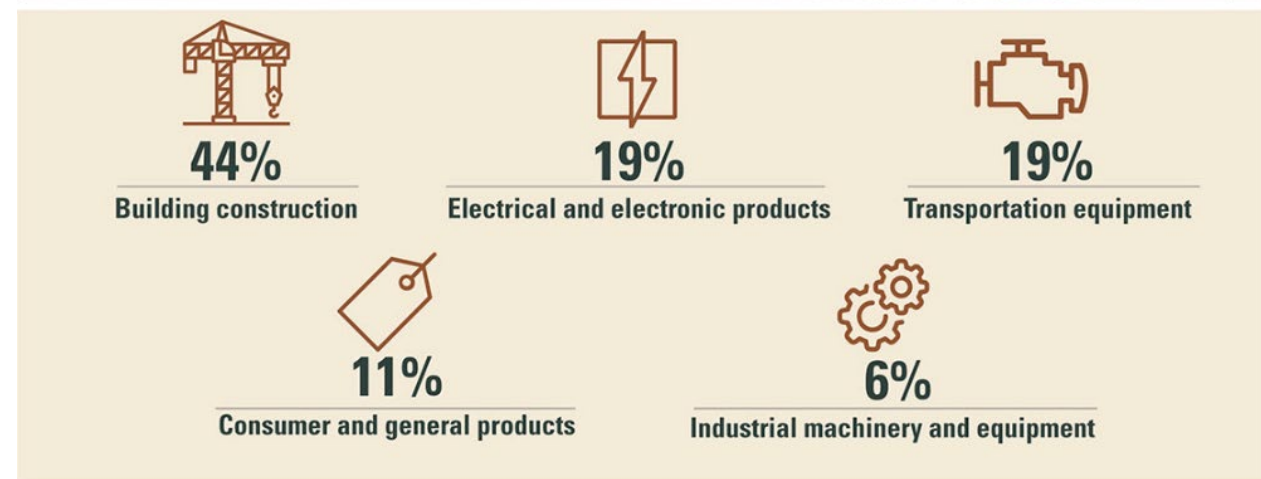 44%
19%
19%
Building construction
Electrical and electronic products
Transportation equipment
11%
6%
Consumer and general products
Industrial machinery and equipment